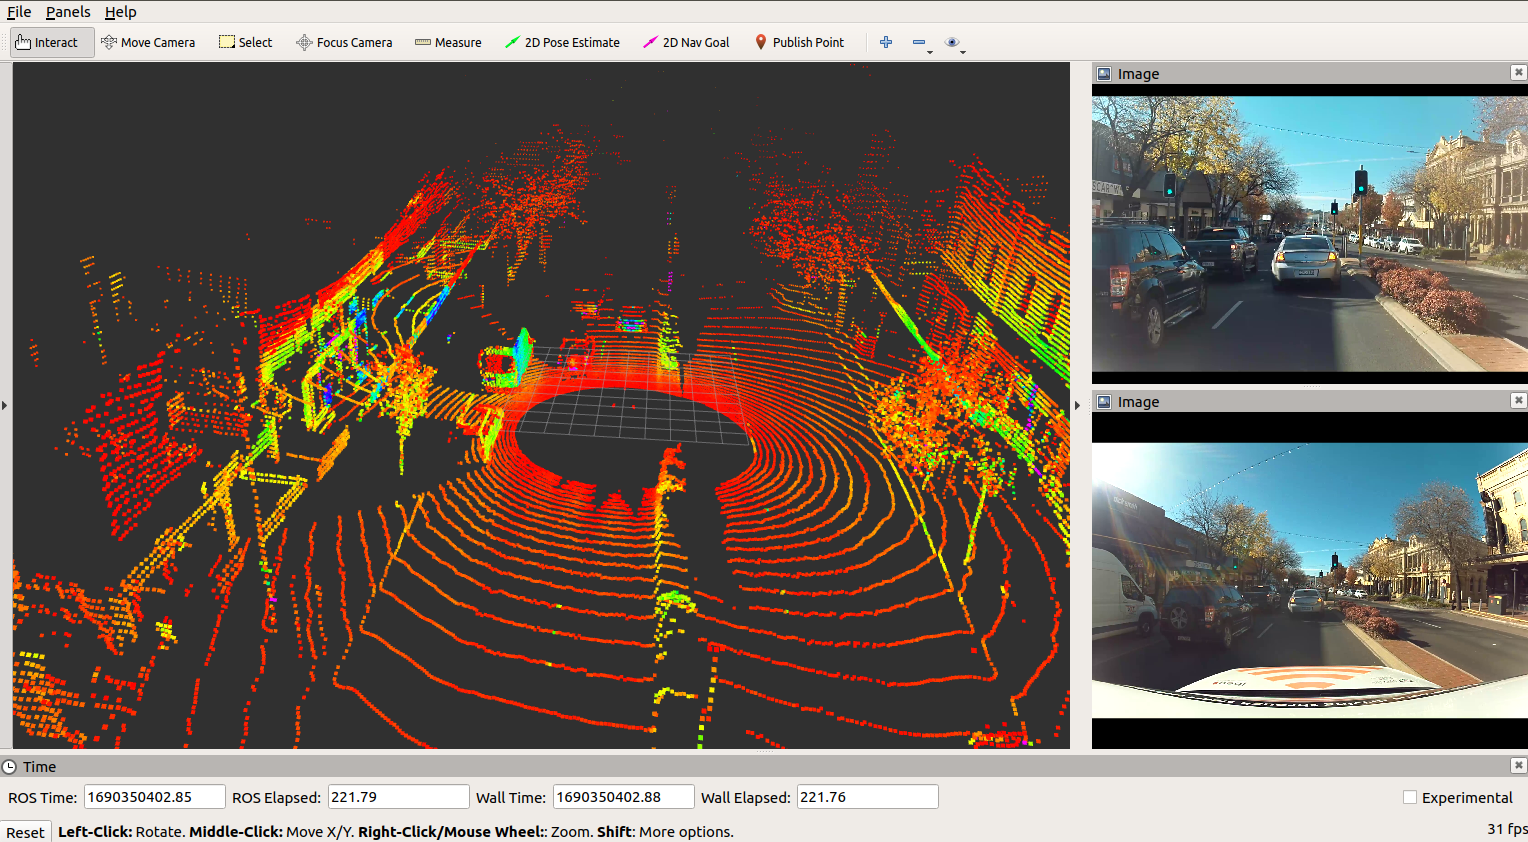 File Panels Help
Interact Move Camera Select Focus Camera Measure 2D Pose Estimate 2D Nav Goal Publish Point
Image
SCART
Image
Time
ROS Time: 1690350402.85 ROS Elapsed: 221.79 Wall Time: 1690350402.88 Wall Elapsed: 221.76 Experimental
Reset Left-Click: Rotate. Middle-Click: Move X/Y. Right-Click/Mouse Wheel:: Zoom. Shift: More options. 31 fps